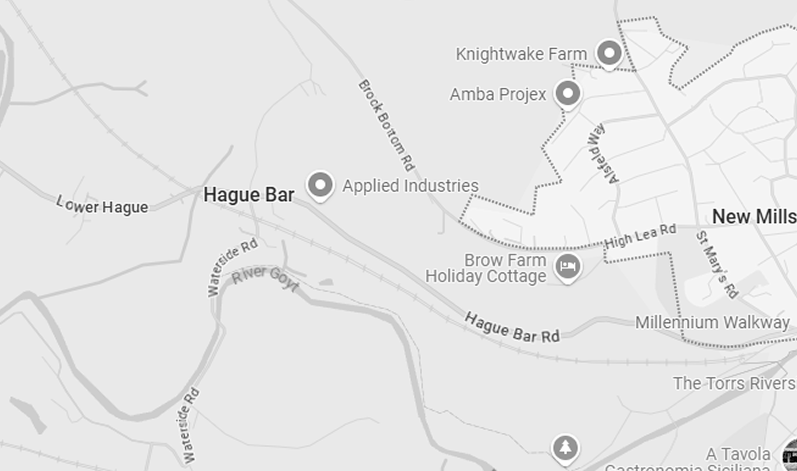 Knightwake Farm
Amba Projex
Brock Bottom Rd
Alsfeld Way
Applied Industries
Hague Bar
Lower Hague
New Mills
High Lea Rd
St Mary's Rd
Waterside Rd
River Goyt
Brow Farm
Holiday Cottage
Hague Bar Rd
Millennium Walkway
The Torrs Rivers
Waterside Rd
A Tavola
Gastronomia Siciliana